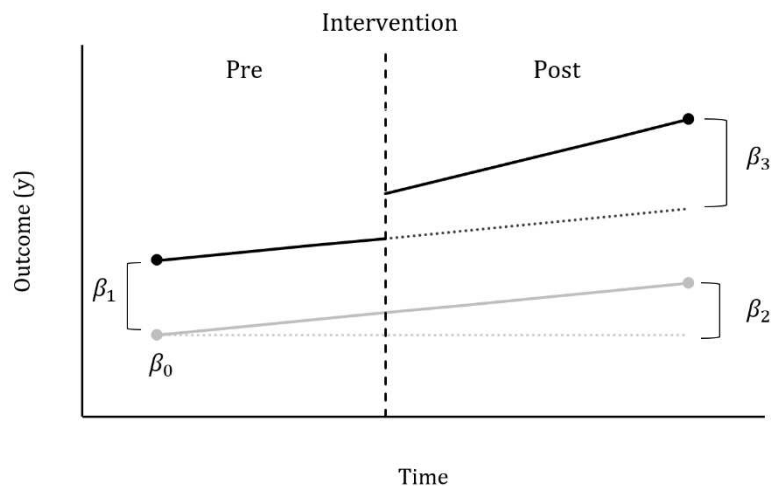 Intervention
Pre
Post
Outcome (y)
β₃
β₁
β₂
β₀
Time